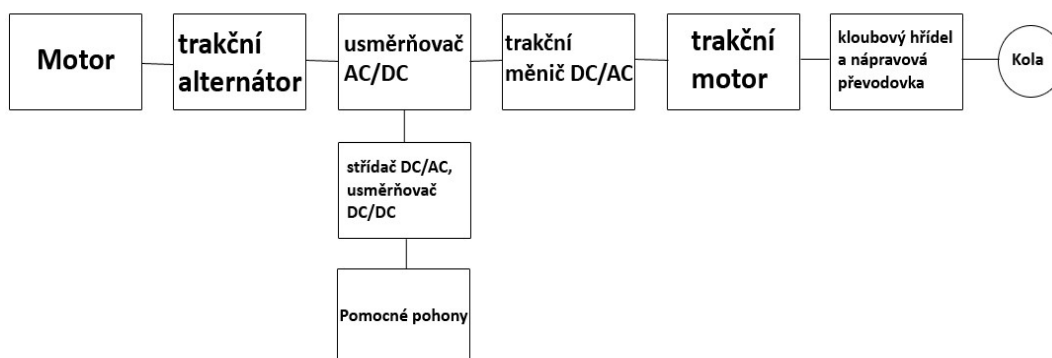 Motor
trakční
alternátor
usměrňovač
AC/DC
trakční
měnič DC/AC
trakční
motor
kloubový hřídel
a nápravová
převodovka
Kola
střídač DC/AC,
usměrňovač
DC/DC
Pomocné pohony